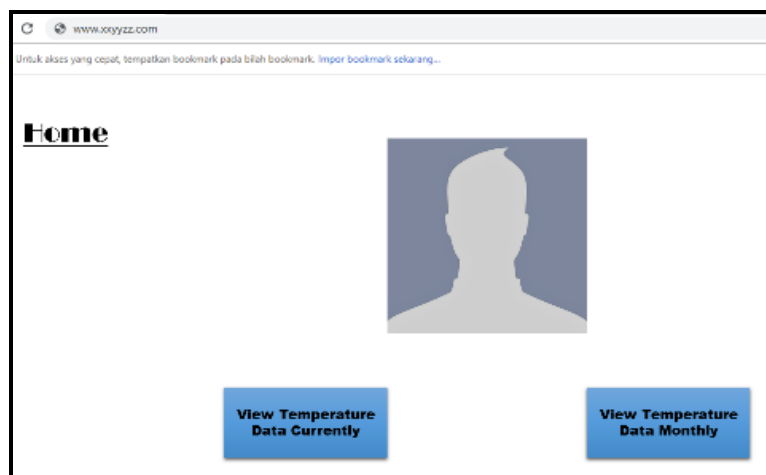 www.xxyyzz.com
Untuk akses yang cepat, tempatkan bookmark pada bilah bookmark. Impor bookmark sekarang...
Home
View Temperature
Data Currently
View Temperature
Data Monthly